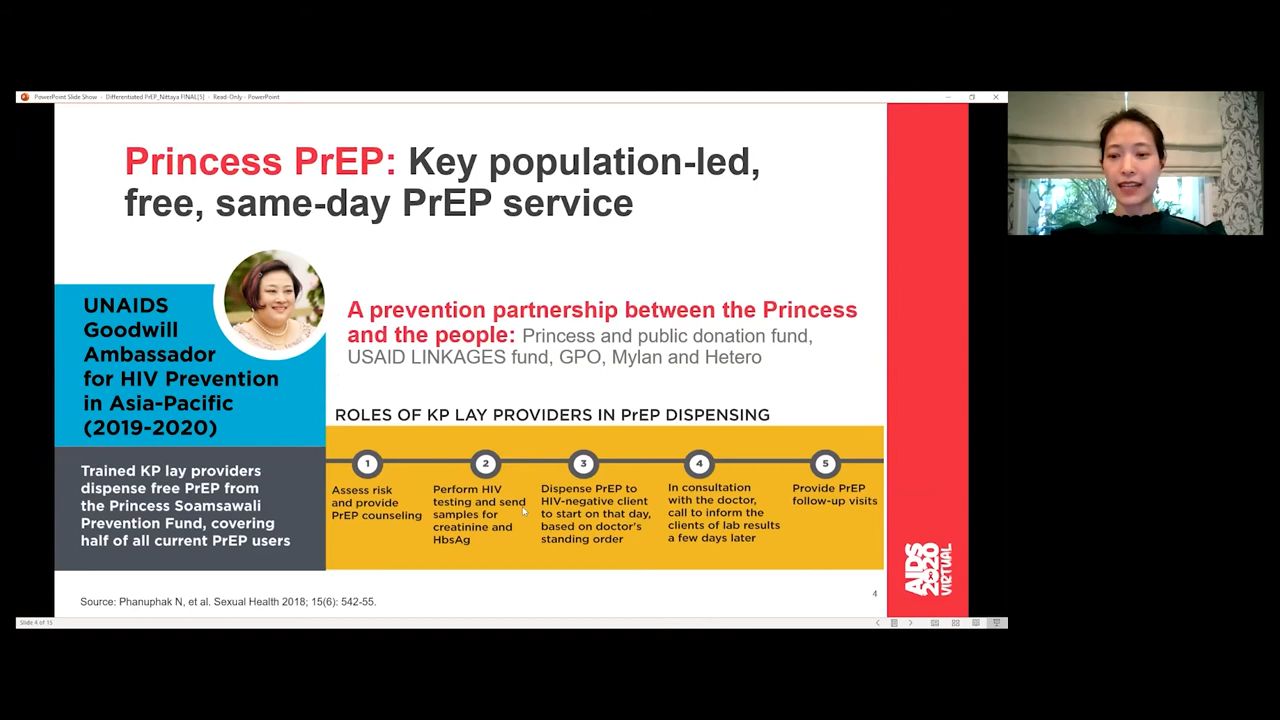 PowerPoint Slide Show - Differentiated PrEP_Nittaya FINAL[5] - Read-Only - PowerPoint
Princess PrEP: Key population-led,
free, same-day PrEP service
UNAIDS
Goodwill
Ambassador
for HIV Prevention
in Asia-Pacific
(2019-2020)
Trained KP lay providers
dispense free PrEP from
the Princess Soamsawali
Prevention Fund, covering
half of all current PrEP users
A prevention partnership between the Princess
and the people: Princess and public donation fund,
USAID LINKAGES fund, GPO, Mylan and Hetero
ROLES OF KP LAY PROVIDERS IN PrEP DISPENSING
1
Assess risk
and provide
PrEP counseling
2
Perform HIV
testing and send
samples for
creatinine and
HbsAg
3
Dispense PrEP to
HIV-negative client
to start on that day,
based on doctor's
standing order
4
In consultation
with the doctor,
call to inform the
clients of lab results
a few days later
5
Provide PrEP
follow-up visits
AIDS
2020
VIRTUAL
4
Source: Phanuphak N, et al. Sexual Health 2018; 15(6): 542-55.
Slide 4 of 15